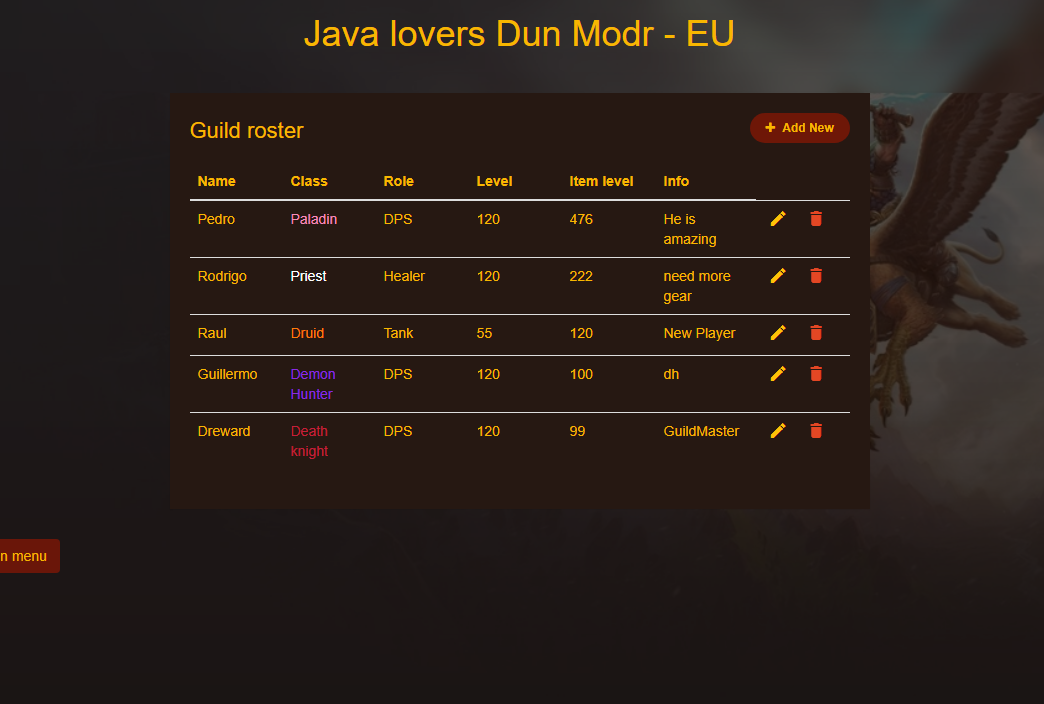 Java lovers Dun Modr - EU
Guild roster
+ Add New
Name Class Role Level Item level Info
Pedro Paladin DPS 120 476 He is
amazing
Rodrigo Priest Healer 120 222 need more
gear
Raul Druid Tank 55 120 New Player
Guillermo Demon DPS 120 100 dh
Hunter
Dreward Death DPS 120 99 GuildMaster
knight
n menu